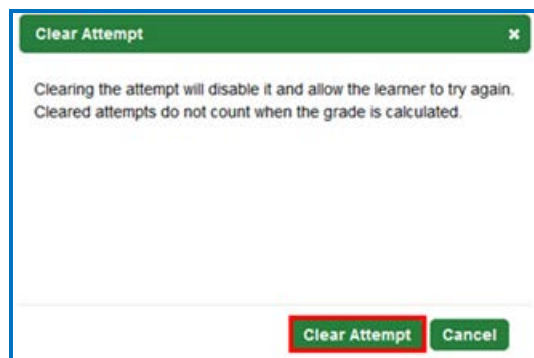 Clear Attempt
Clearing the attempt will disable it and allow the learner to try again.
Cleared attempts do not count when the grade is calculated.
Clear Attempt Cancel